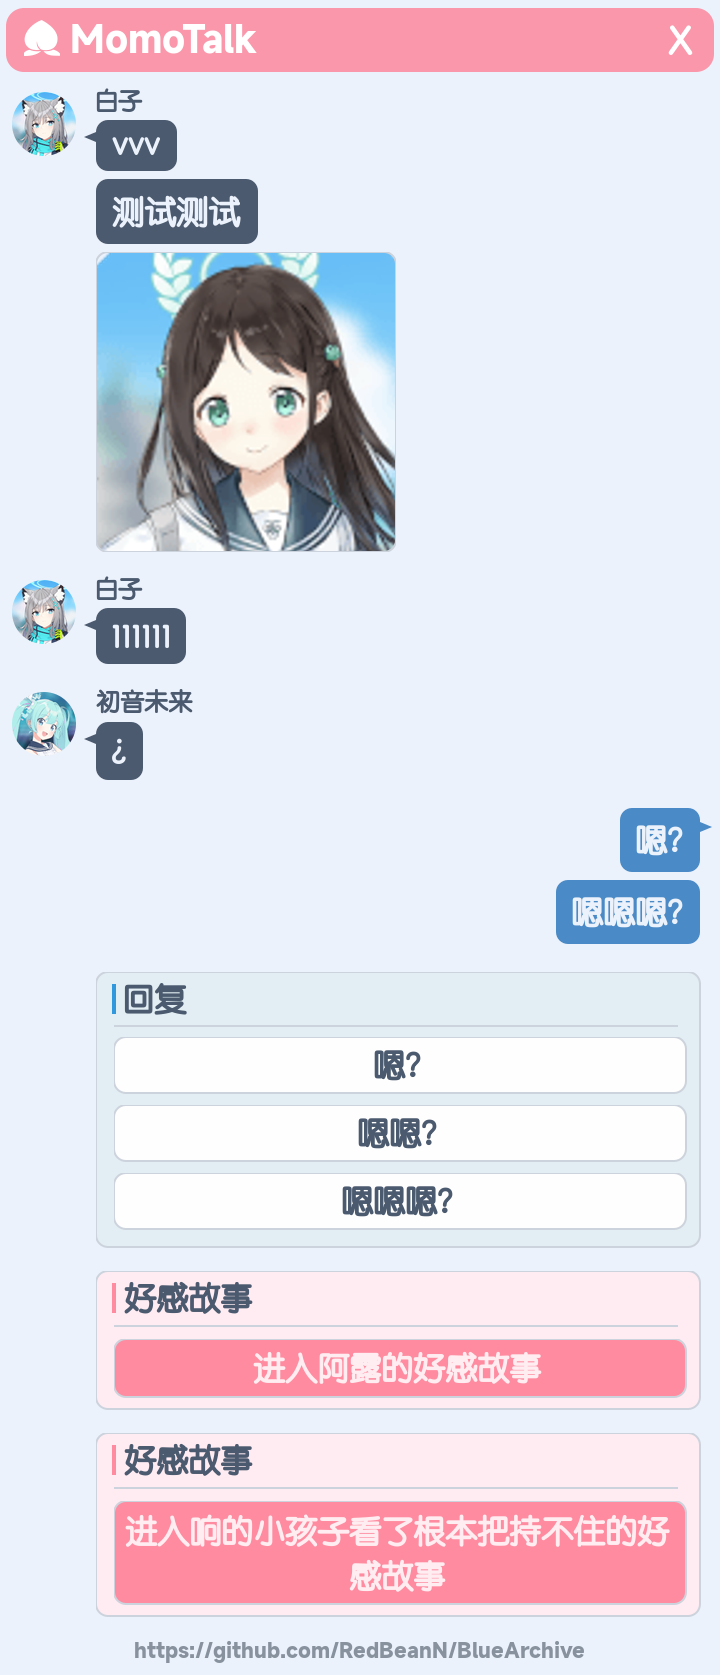 MomoTalk X
白子
vvv
测试测试
白子
111111
初音未来
¿
嗯?
嗯嗯嗯?
回复
嗯?
嗯嗯?
嗯嗯嗯?
好感故事
进入阿露的好感故事
好感故事
进入响的小孩子看了根本把持不住的好
感故事
https://github.com/RedBeanN/BlueArchive